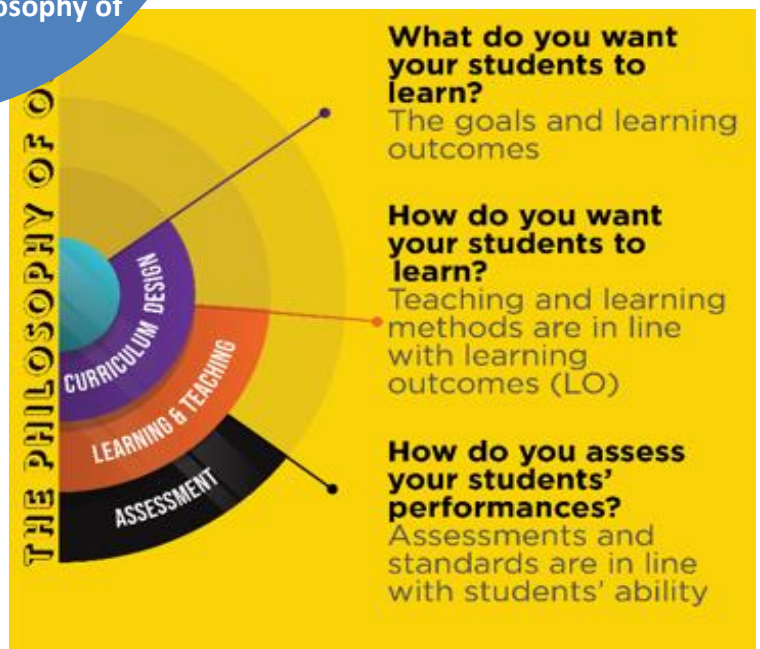 osophy of
THE PHILOSOPHY OF O
What do you want
your students to
learn?
The goals and learning
outcomes
How do you want
your students to
learn?
Teaching and learning
methods are in line
with learning
outcomes (LO)
How do you assess
your students'
performances?
Assessments and
standards are in line
with students' ability
CURRICULUM DESIGN
LEARNING & TEACHING
ASSESSMENT